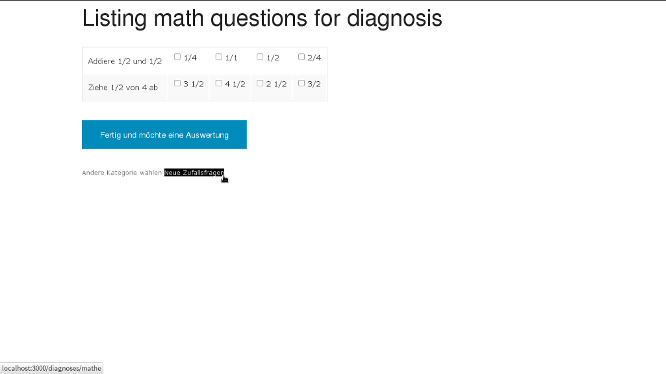 Listing math questions for diagnosis
Addiere 1/2 und 1/2 1/4 1/1 1/2 2/4
Ziehe 1/2 von 4 ab 3 1/2 4 1/2 2 1/2 3/2
Fertig und möchte eine Auswertung
Andere Kategorie wählen Neue Zufallsfragen
localhost:3000/diagnoses/mathe